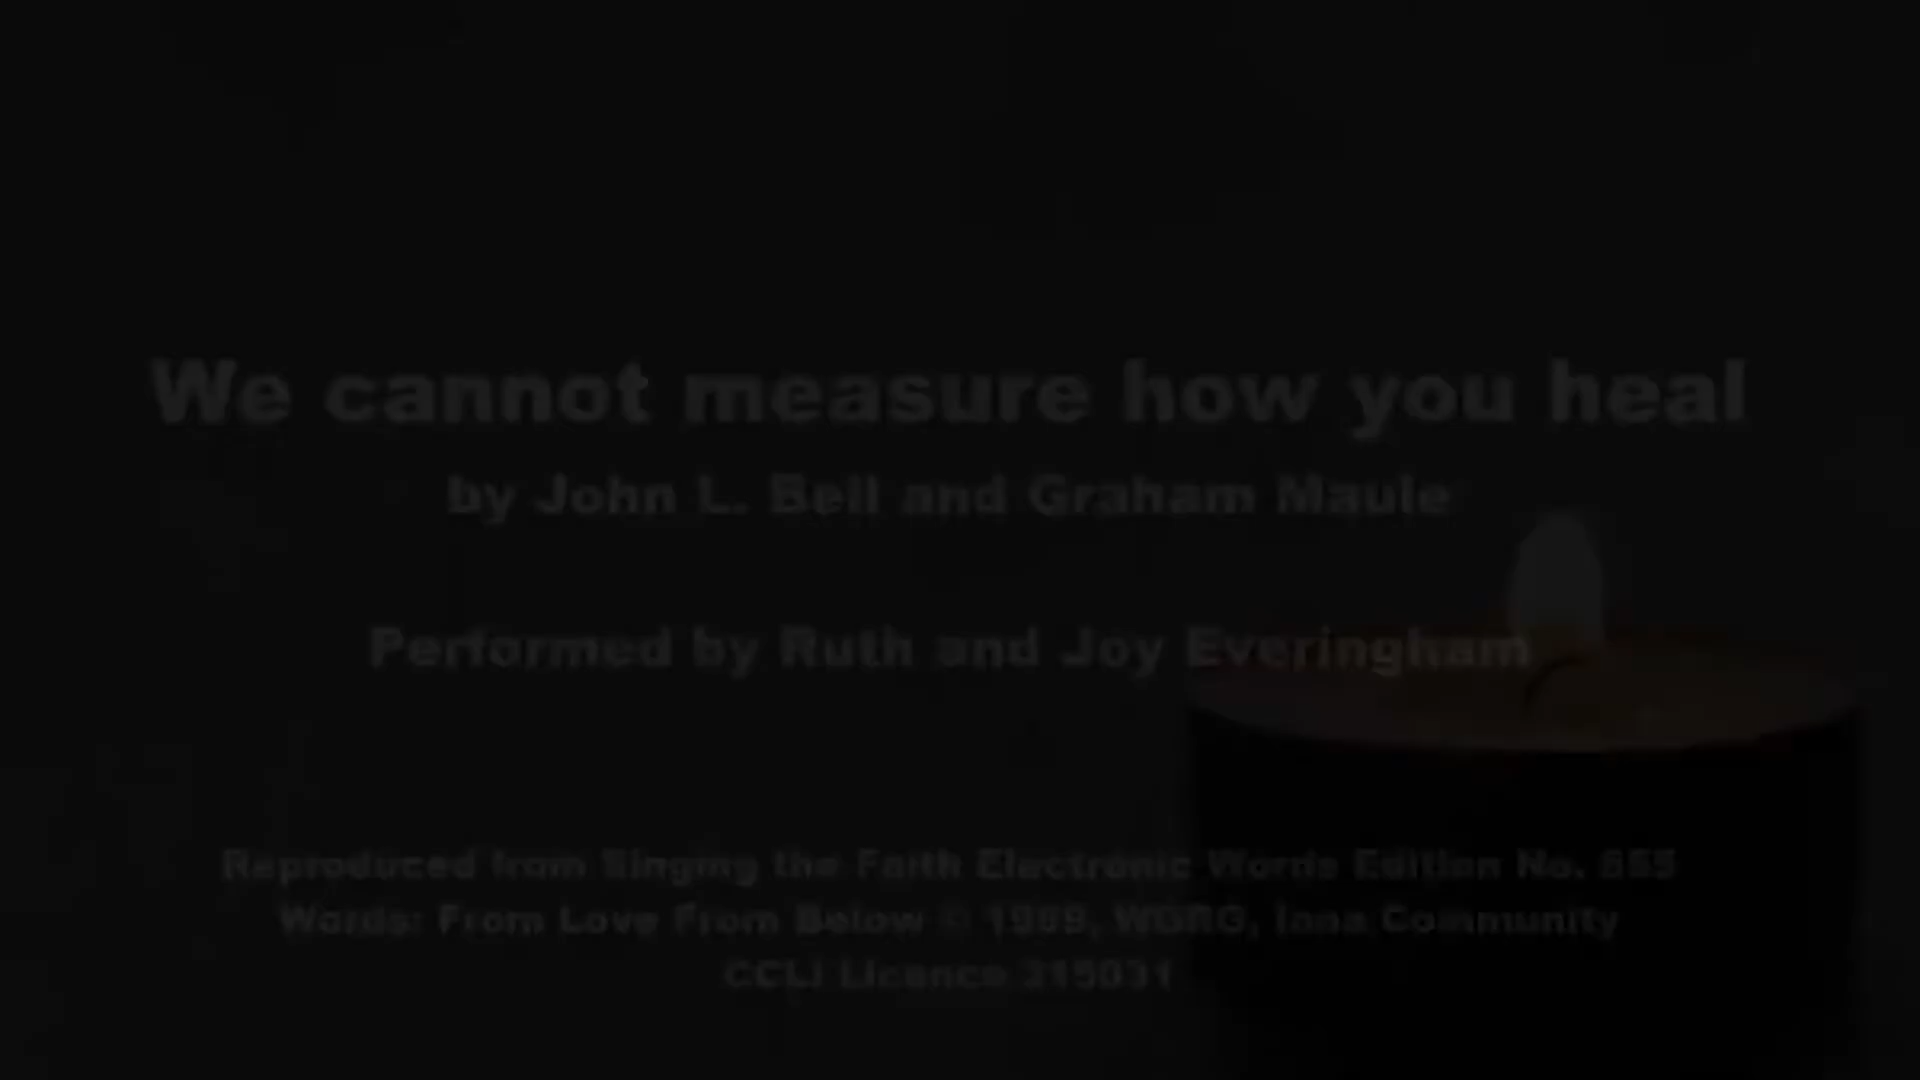 We cannot measure how you heal
by John L. Bell and Graham Maule
Performed by Ruth and Joy Everingham
Reproduced from Singing the Faith Electronic Words Edition No. 655
Words: From Love From Below © 1989, WGRG, Iona Community
CCLI Licence 215031